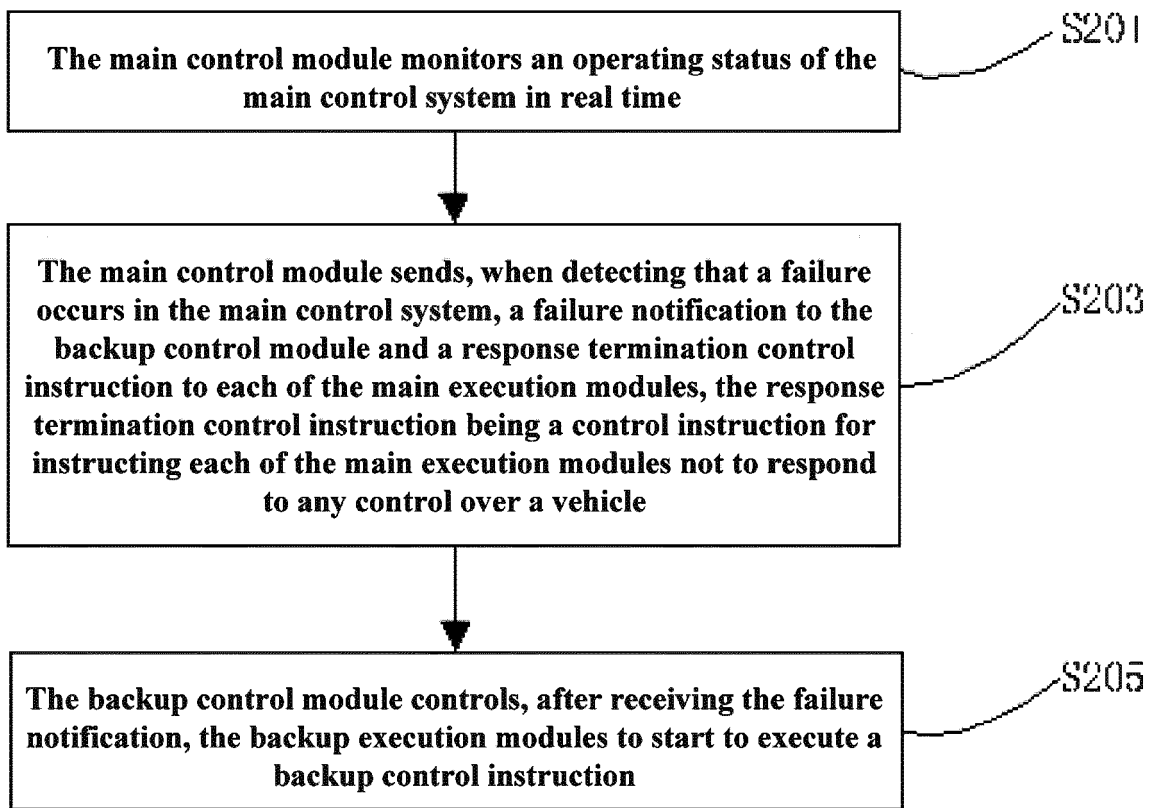 S201
The main control module monitors an operating status of the
main control system in real time
S203
The main control module sends, when detecting that a failure
occurs in the main control system, a failure notification to the
backup control module and a response termination control
instruction to each of the main execution modules, the response
termination control instruction being a control instruction for
instructing each of the main execution modules not to respond
to any control over a vehicle
S205
The backup control module controls, after receiving the failure
notification, the backup execution modules to start to execute a
backup control instruction